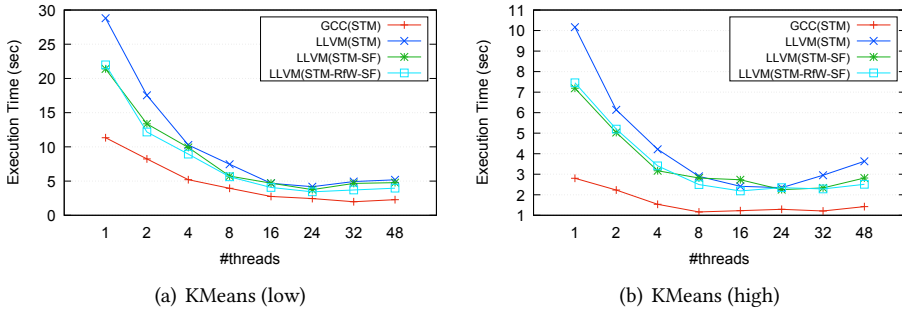 30
25
20
15
10
5
0
Execution Time (sec)
GCC(STM)
LLVM(STM)
LLVM(STM-SF)
LLVM(STM-RfW-SF)
1 2 4 8 16 24 32 48
#threads
(a) KMeans (low)
11
10
9
8
7
6
5
4
3
2
1
Execution Time (sec)
GCC(STM)
LLVM(STM)
LLVM(STM-SF)
LLVM(STM-RfW-SF)
1 2 4 8 16 24 32 48
#threads
(b) KMeans (high)